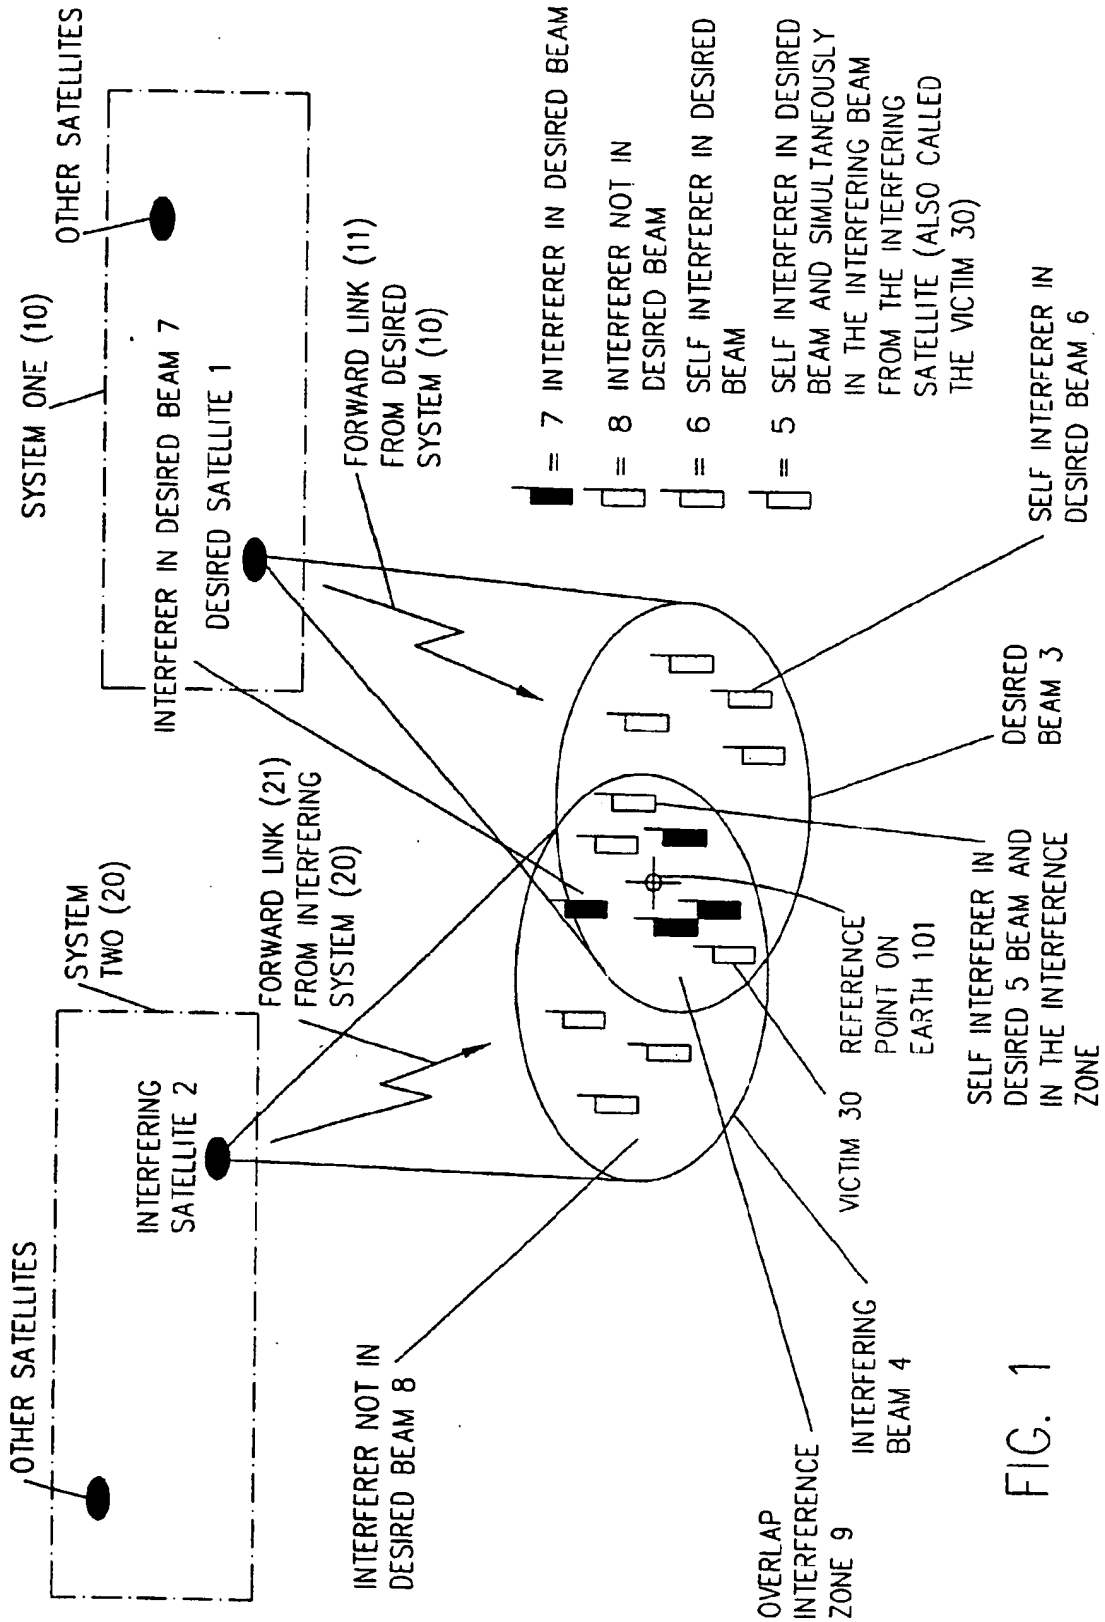 OTHER SATELLITES
SYSTEM
TWO (20)
SYSTEM ONE (10)
OTHER SATELLITES
INTERFERING
SATELLITE 2
FORWARD LINK (21)
FROM INTERFERING
SYSTEM (20)
INTERFERER IN DESIRED BEAM 7
DESIRED SATELLITE 1
FORWARD LINK (11)
FROM DESIRED
SYSTEM (10)
INTERFERER NOT IN
DESIRED BEAM 8
= 7 INTERFERER IN DESIRED BEAM
= 8 INTERFERER NOT IN
DESIRED BEAM
= 6 SELF INTERFERER IN DESIRED
BEAM
= 5 SELF INTERFERER IN DESIRED
BEAM AND SIMULTANEOUSLY
IN THE INTERFERING BEAM
FROM THE INTERFERING
SATELLITE (ALSO CALLED
THE VICTIM 30)
OVERLAP
INTERFERENCE
ZONE 9
INTERFERING
BEAM 4
VICTIM 30
REFERENCE
POINT ON
EARTH 101
SELF INTERFERER IN
DESIRED 5 BEAM AND
IN THE INTERFERENCE
ZONE
DESIRED
BEAM 3
SELF INTERFERER IN
DESIRED BEAM 6
FIG. 1